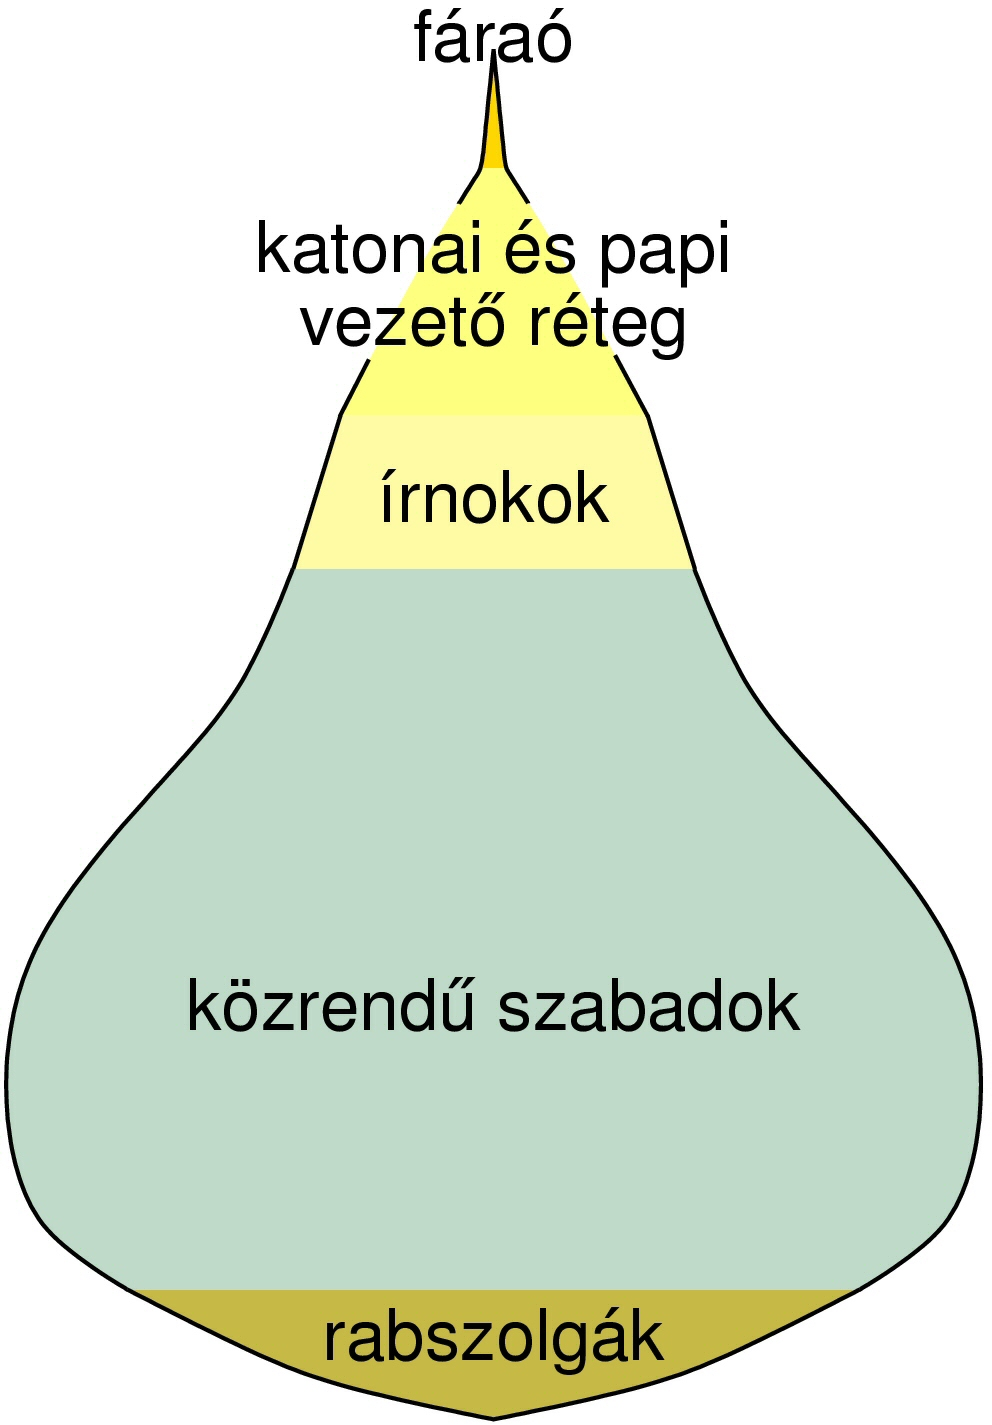 fáraó
katonai és papi
vezető réteg
írnokok
közrendű szabadok
rabszolgák